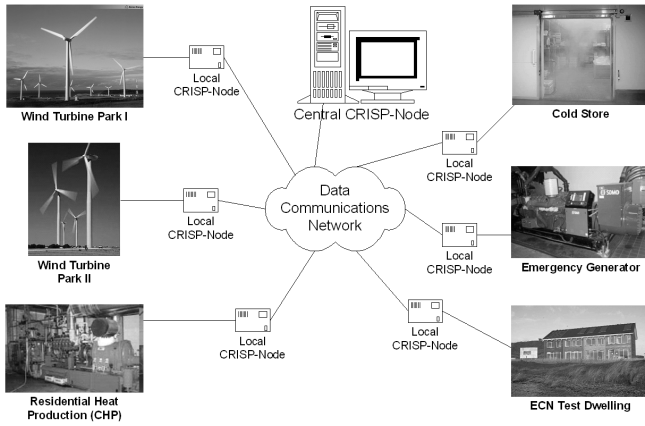 Local
CRISP-Node
Wind Turbine Park I
Central CRISP-Node
Cold Store
Local
CRISP-Node
Local
CRISP-Node
Wind Turbine
Park II
Data
Communications
Network
Local
CRISP-Node
Emergency Generator
Local
CRISP-Node
Residential Heat
Production (CHP)
Local
CRISP-Node
ECN Test Dwelling